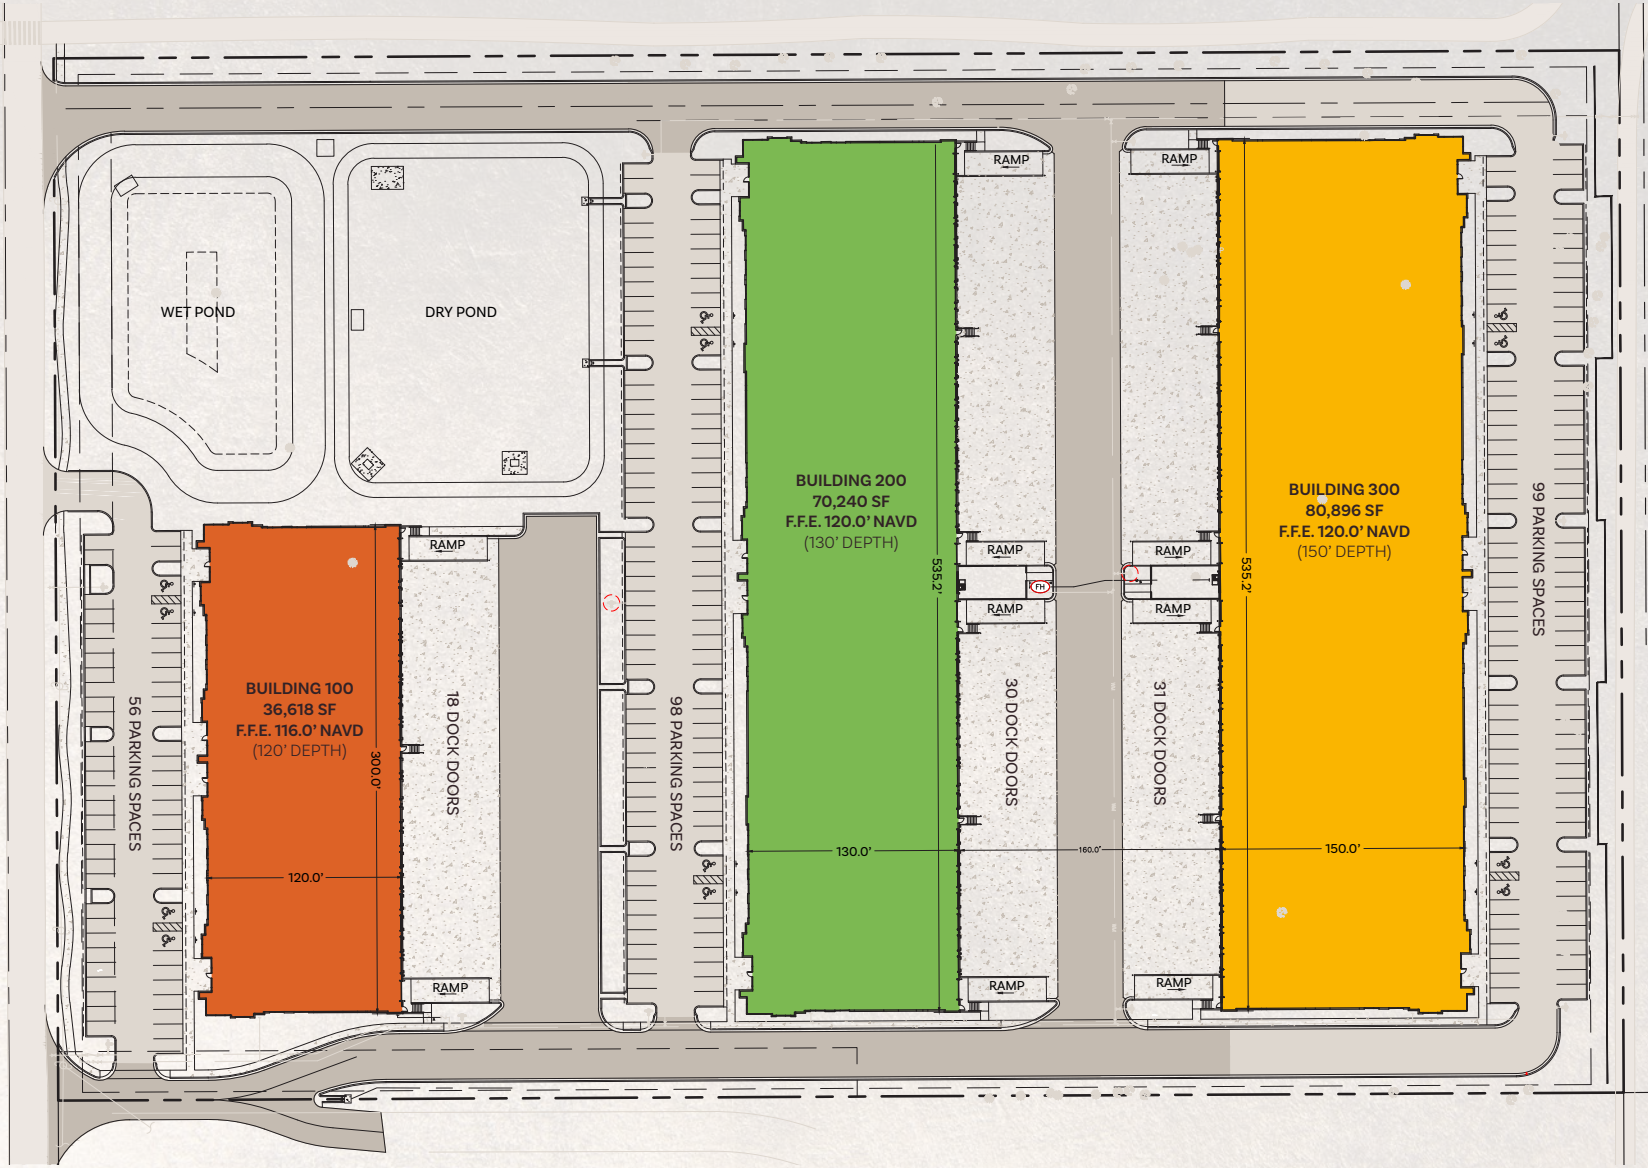 RAMP
RAMP
WET POND
DRY POND
BUILDING 200
70,240 SF
F.F.E. 120.0' NAVD
(130' DEPTH)
535.2'
130.0'
BUILDING 300
80,896 SF
F.F.E. 120.0' NAVD
(150' DEPTH)
535.2'
150.0'
99 PARKING SPACES
RAMP
RAMP
RAMP
FH
RAMP
RAMP
BUILDING 100
36,618 SF
F.F.E. 116.0' NAVD
(120' DEPTH)
300.0'
120.0'
56 PARKING SPACES
18 DOCK DOORS
98 PARKING SPACES
30 DOCK DOORS
31 DOCK DOORS
160.0'
RAMP
RAMP
RAMP